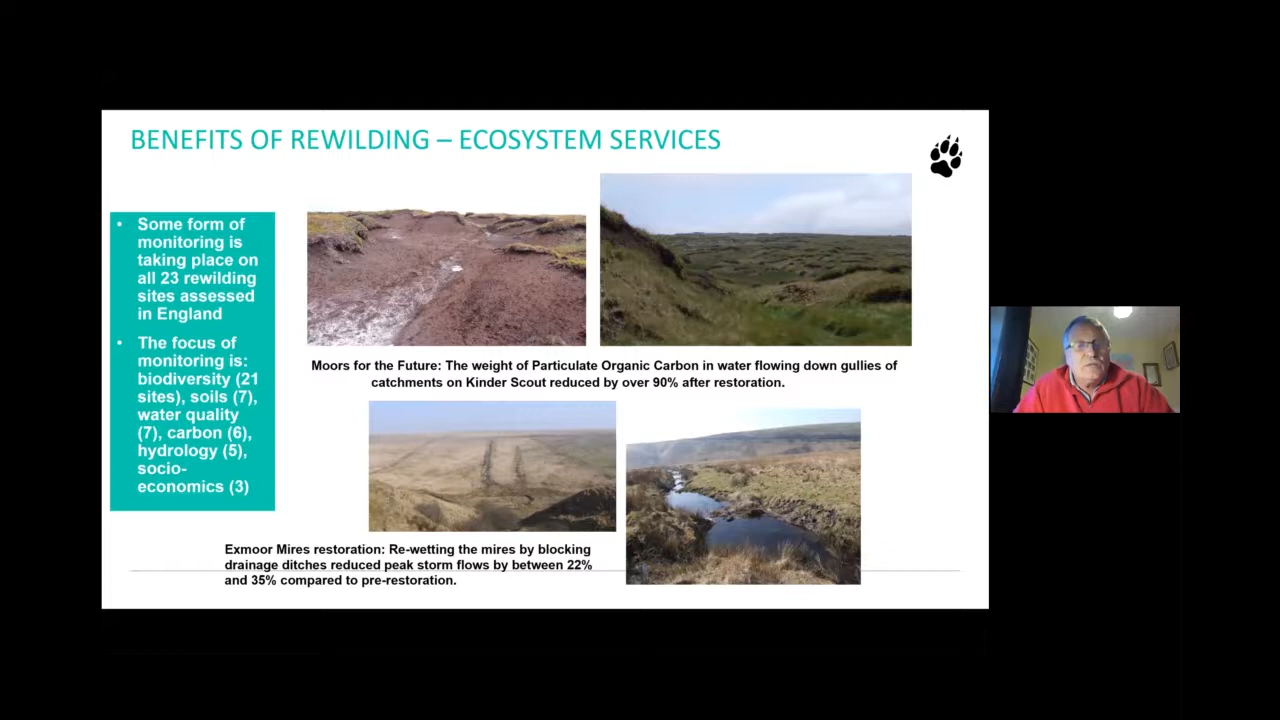 BENEFITS OF REWILDING – ECOSYSTEM SERVICES
• Some form of
monitoring is
taking place on
all 23 rewilding
sites assessed
in England
• The focus of
monitoring is:
biodiversity (21
sites), soils (7),
water quality
(7), carbon (6),
hydrology (5),
socio-
economics (3)
Moors for the Future: The weight of Particulate Organic Carbon in water flowing down gullies of
catchments on Kinder Scout reduced by over 90% after restoration.
Exmoor Mires restoration: Re-wetting the mires by blocking
drainage ditches reduced peak storm flows by between 22%
and 35% compared to pre-restoration.